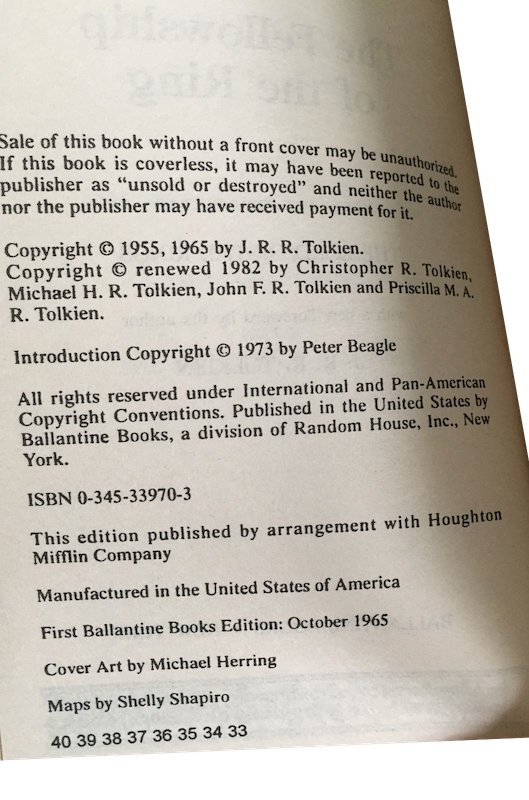 Sale of this book without a front cover may be unauthorized.
If this book is coverless, it may have been reported to the
publisher as “unsold or destroyed” and neither the author
nor the publisher may have received payment for it.
Copyright © 1955, 1965 by J. R. R. Tolkien.
Copyright © renewed 1982 by Christopher R. Tolkien,
Michael H. R. Tolkien, John F. R. Tolkien and Priscilla M. A.
R. Tolkien.
Introduction Copyright © 1973 by Peter Beagle
All rights reserved under International and Pan-American
Copyright Conventions. Published in the United States by
Ballantine Books, a division of Random House, Inc., New
York.
ISBN 0-345-33970-3
This edition published by arrangement with Houghton
Mifflin Company
Manufactured in the United States of America
First Ballantine Books Edition: October 1965
Cover Art by Michael Herring
Maps by Shelly Shapiro
40 39 38 37 36 35 34 33